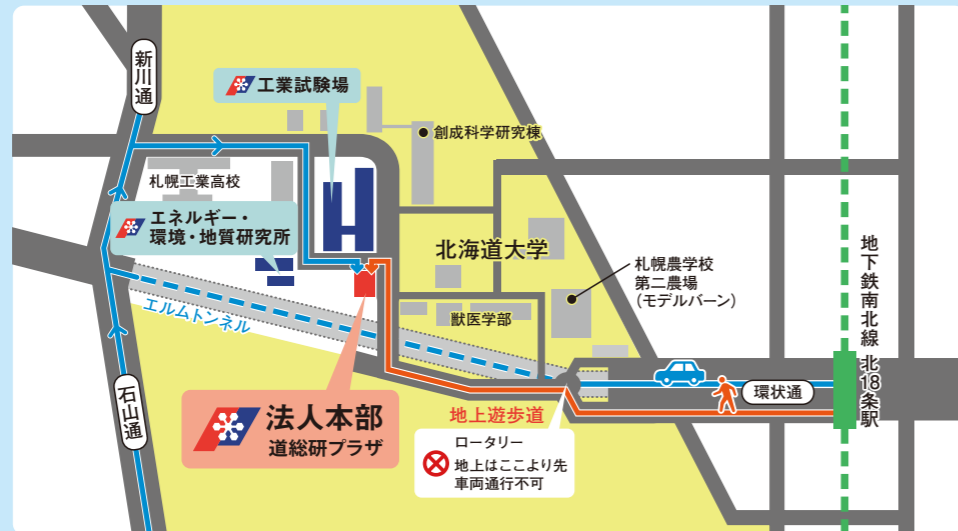 新川通
工業試験場
創成科学研究棟
札幌工業高校
エネルギー・
環境・地質研究所
北海道大学
札幌農学校
第二農場
（モデルバーン）
地下鉄南北線 北18条駅
エルムトンネル
獣医学部
石山通
法人本部
道総研プラザ
地上遊歩道
環状通
ロータリー
地上はここより先
車両通行不可